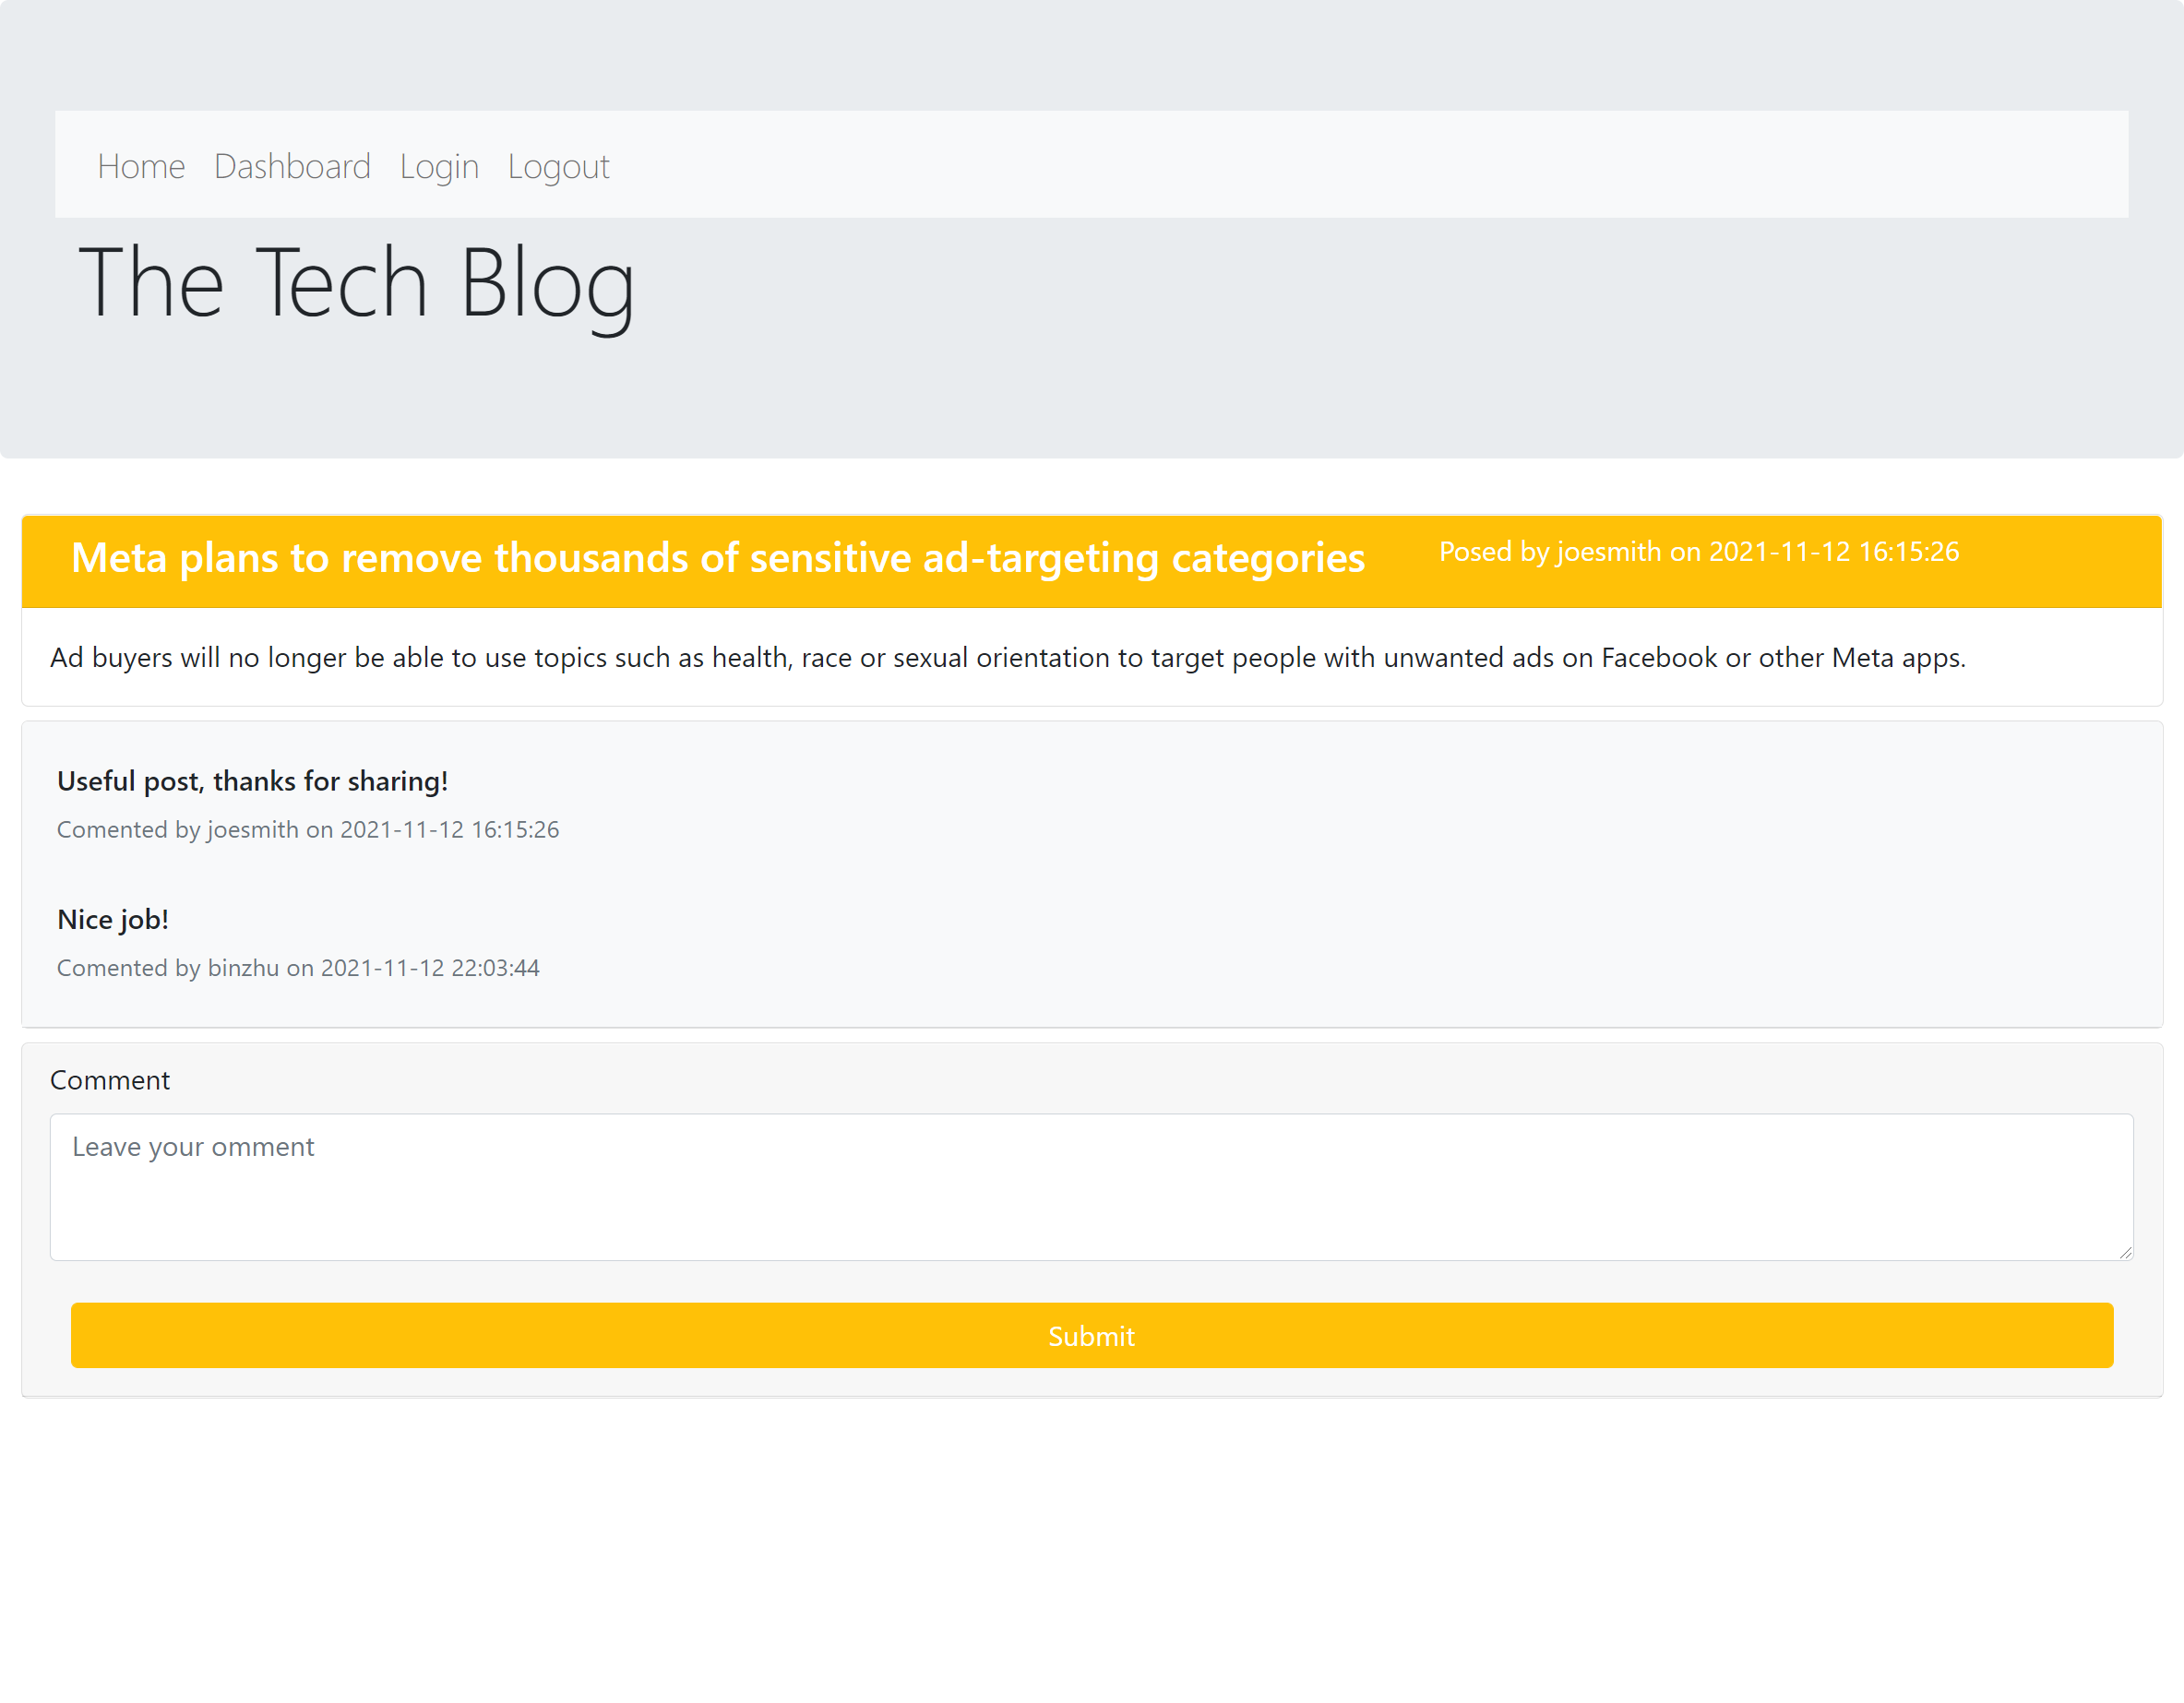 Home Dashboard Login Logout
The Tech Blog
Meta plans to remove thousands of sensitive ad-targeting categories Posed by joesmith on 2021-11-12 16:15:26
Ad buyers will no longer be able to use topics such as health, race or sexual orientation to target people with unwanted ads on Facebook or other Meta apps.
Useful post, thanks for sharing!
Comented by joesmith on 2021-11-12 16:15:26
Nice job!
Comented by binzhu on 2021-11-12 22:03:44
Comment
Leave your omment
Submit